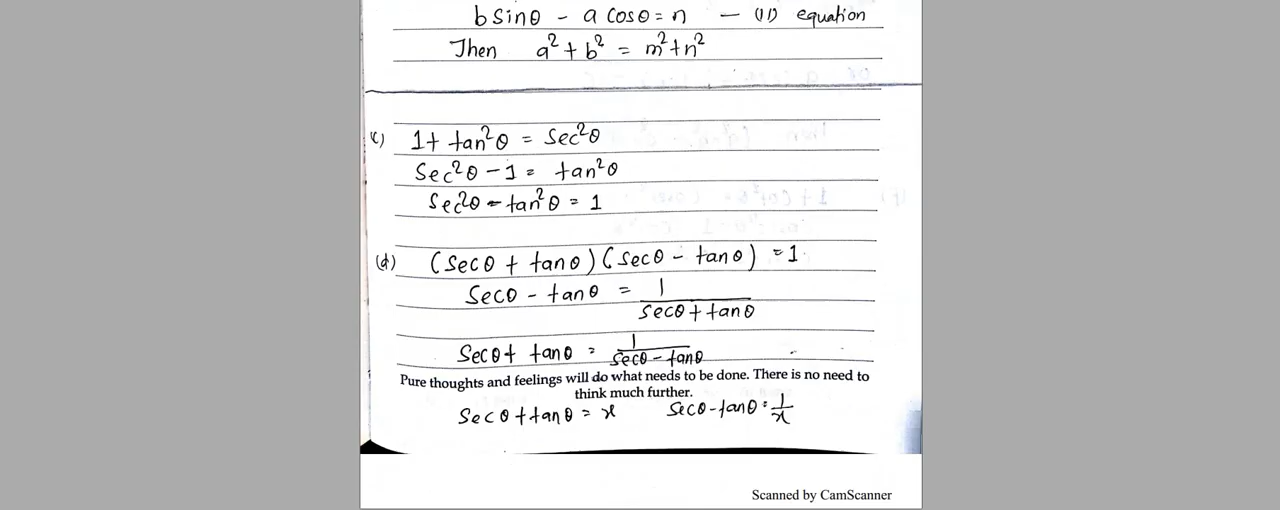 b sinθ - a cosθ = n — (II) equation
Then a² + b² = m² + n²
(c) 1 + tan²θ = sec²θ
sec²θ - 1 = tan²θ
sec²θ - tan²θ = 1
(d) (secθ + tanθ) (secθ - tanθ) = 1
secθ - tanθ = 1 / secθ + tanθ
secθ + tanθ = 1 / secθ - tanθ
Pure thoughts and feelings will do what needs to be done. There is no need to
think much further.
secθ + tanθ = x secθ - tanθ = 1/x
Scanned by CamScanner